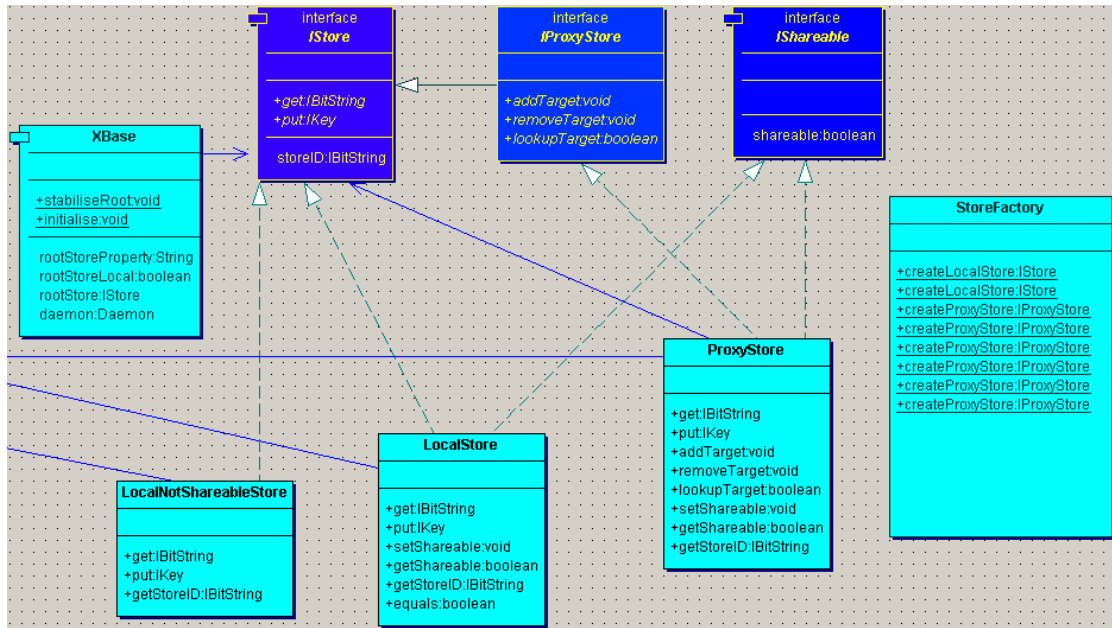 interface
IStore
+get:IBitString
+put:IKey
storeID:IBitString
interface
IProxyStore
+addTarget:void
+removeTarget:void
+lookupTarget:boolean
interface
IShareable
shareable:boolean
XBase
+stabiliseRoot:void
+initialise:void
rootStoreProperty:String
rootStoreLocal:boolean
rootStore:IStore
daemon:Daemon
StoreFactory
+createLocalStore:IStore
+createLocalStore:IStore
+createProxyStore:IProxyStore
+createProxyStore:IProxyStore
+createProxyStore:IProxyStore
+createProxyStore:IProxyStore
+createProxyStore:IProxyStore
+createProxyStore:IProxyStore
ProxyStore
+get:IBitString
+put:IKey
+addTarget:void
+removeTarget:void
+lookupTarget:boolean
+setShareable:void
+getShareable:boolean
+getStoreID:IBitString
LocalStore
+get:IBitString
+put:IKey
+setShareable:void
+getShareable:boolean
+getStoreID:IBitString
+equals:boolean
LocalNotShareableStore
+get:IBitString
+put:IKey
+getStoreID:IBitString